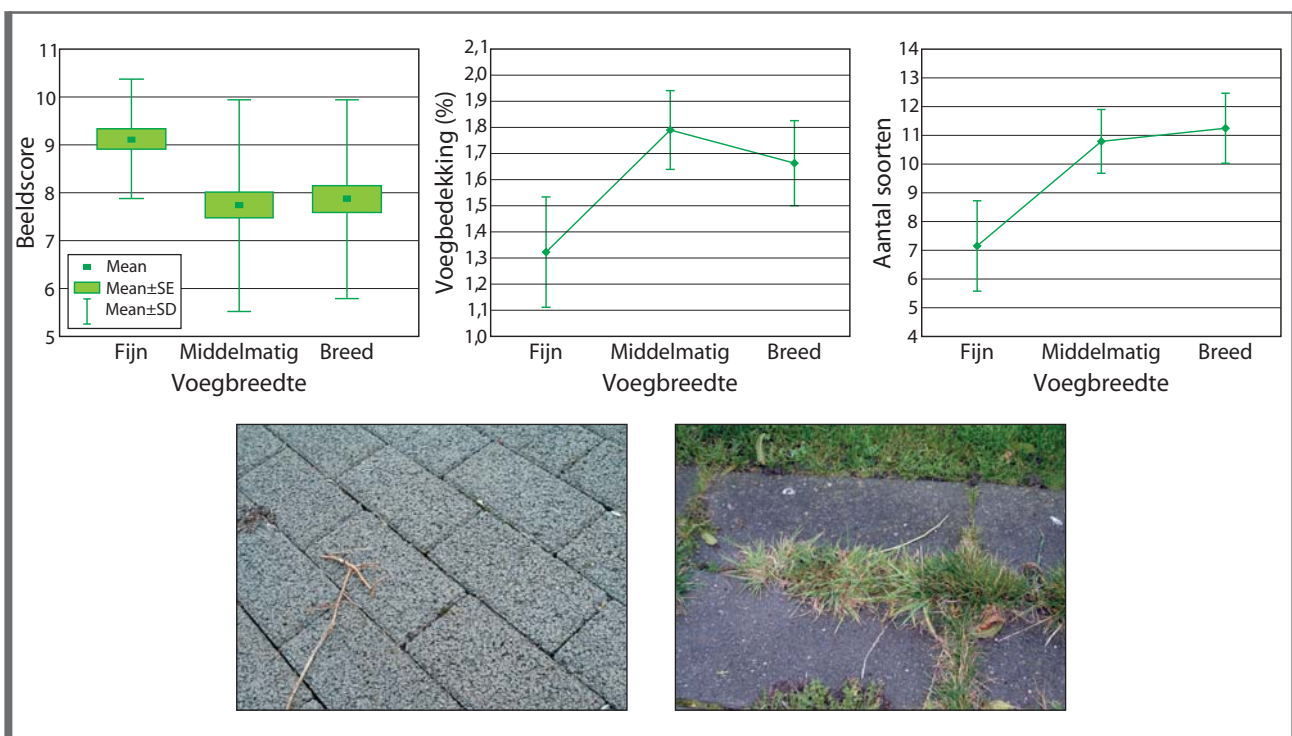 11
10
9
8
7
6
5
Beeldscore
Mean
Mean±SE
Mean±SD
Fijn Middelmatig Breed
Voegbreedte
2,1
2,0
1,9
1,8
1,7
1,6
1,5
1,4
1,3
1,2
1,1
1,0
Voegbedekking (%)
Fijn Middelmatig Breed
Voegbreedte
14
13
12
11
10
9
8
7
6
5
4
Aantal soorten
Fijn Middelmatig Breed
Voegbreedte